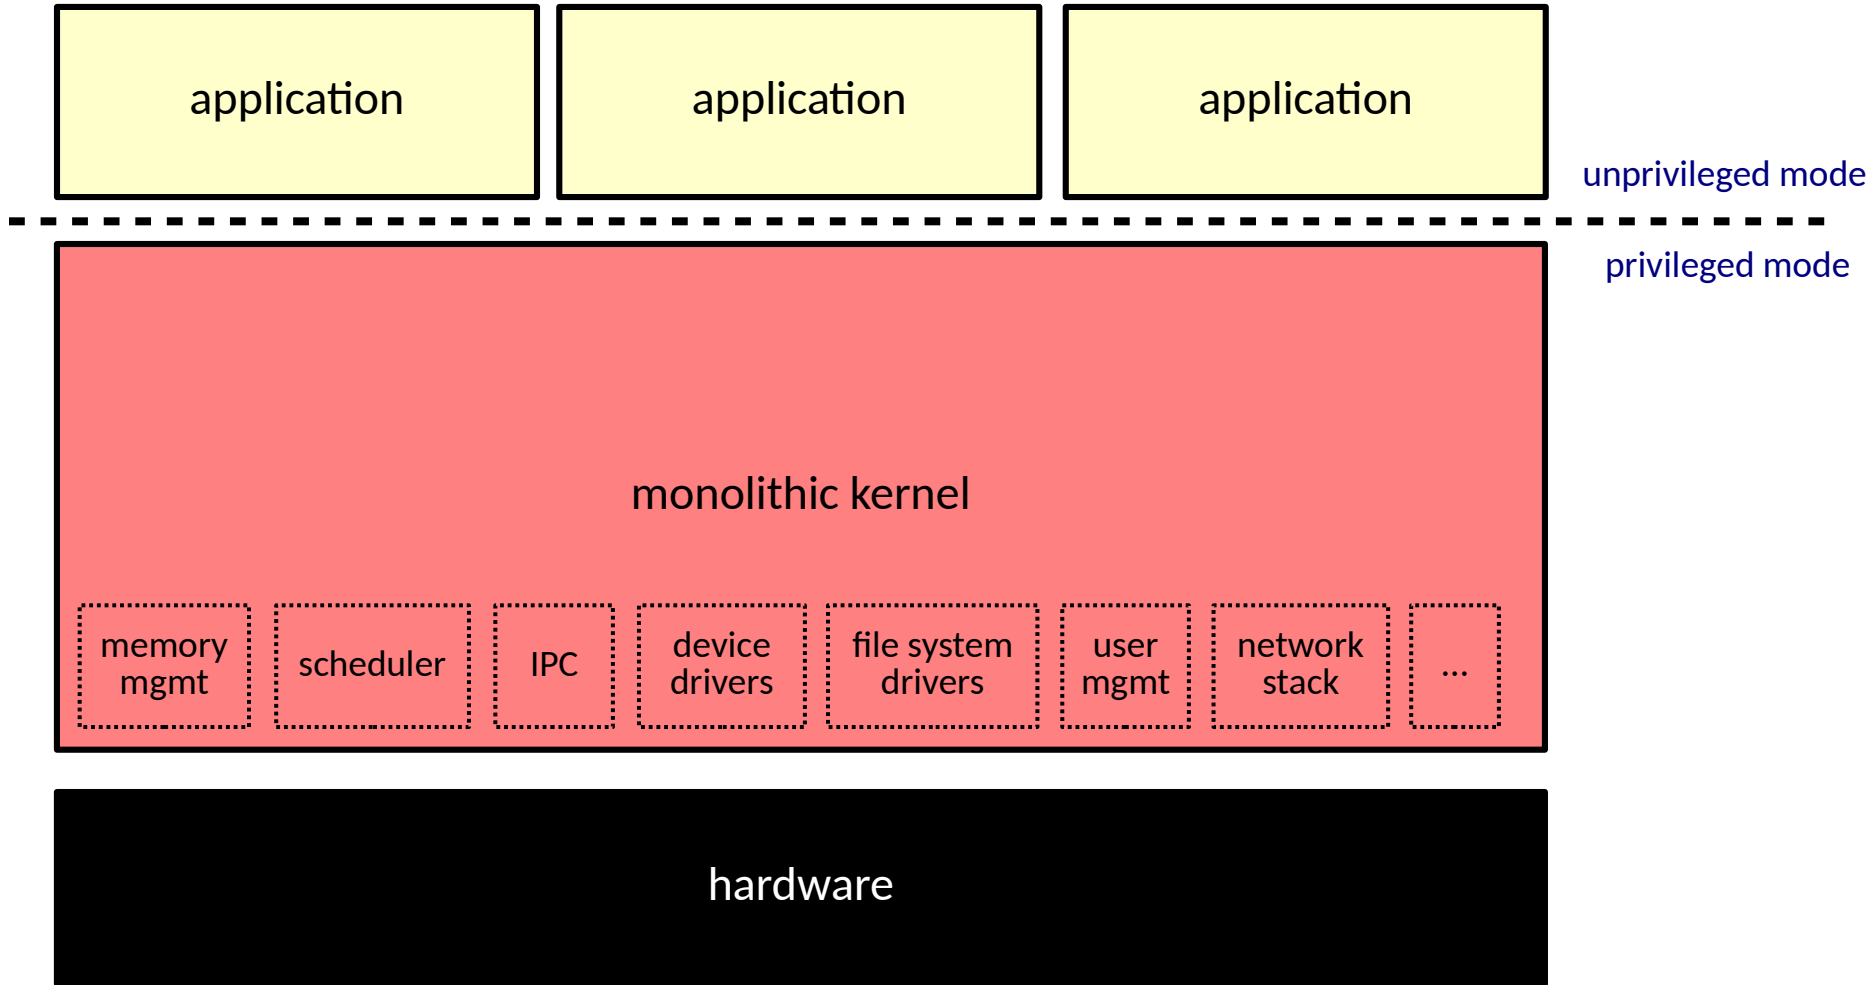 application
application
application
unprivileged mode
privileged mode
monolithic kernel
memory
mgmt
scheduler
IPC
device
drivers
file system
drivers
user
mgmt
network
stack
...
hardware